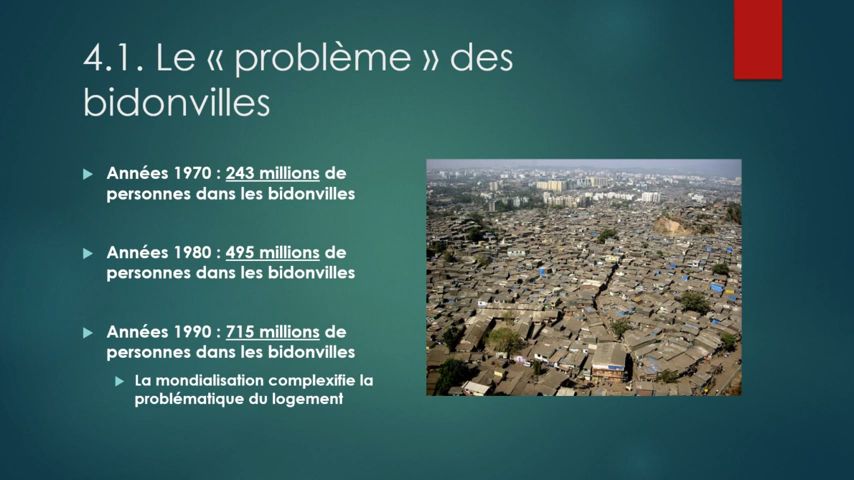 4.1. Le « problème » des
bidonvilles
Années 1970 : 243 millions de
personnes dans les bidonvilles
Années 1980 : 495 millions de
personnes dans les bidonvilles
Années 1990 : 715 millions de
personnes dans les bidonvilles
La mondialisation complexifie la
problématique du logement